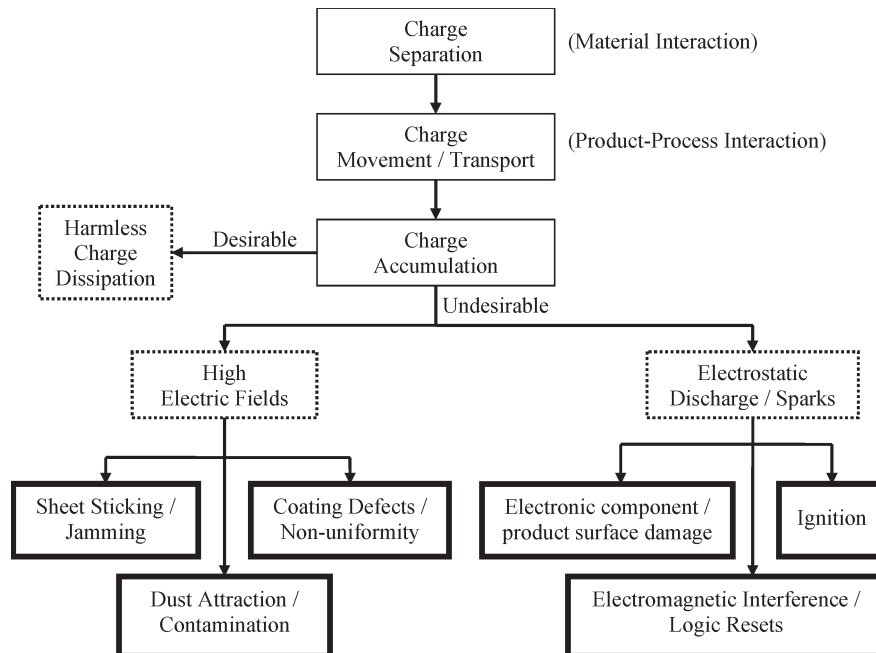 Charge
Separation
(Material Interaction)
Charge
Movement / Transport
(Product-Process Interaction)
Harmless
Charge
Dissipation
Desirable
Charge
Accumulation
Undesirable
High
Electric Fields
Electrostatic
Discharge / Sparks
Sheet Sticking /
Jamming
Coating Defects /
Non-uniformity
Electronic component /
product surface damage
Ignition
Dust Attraction /
Contamination
Electromagnetic Interference /
Logic Resets